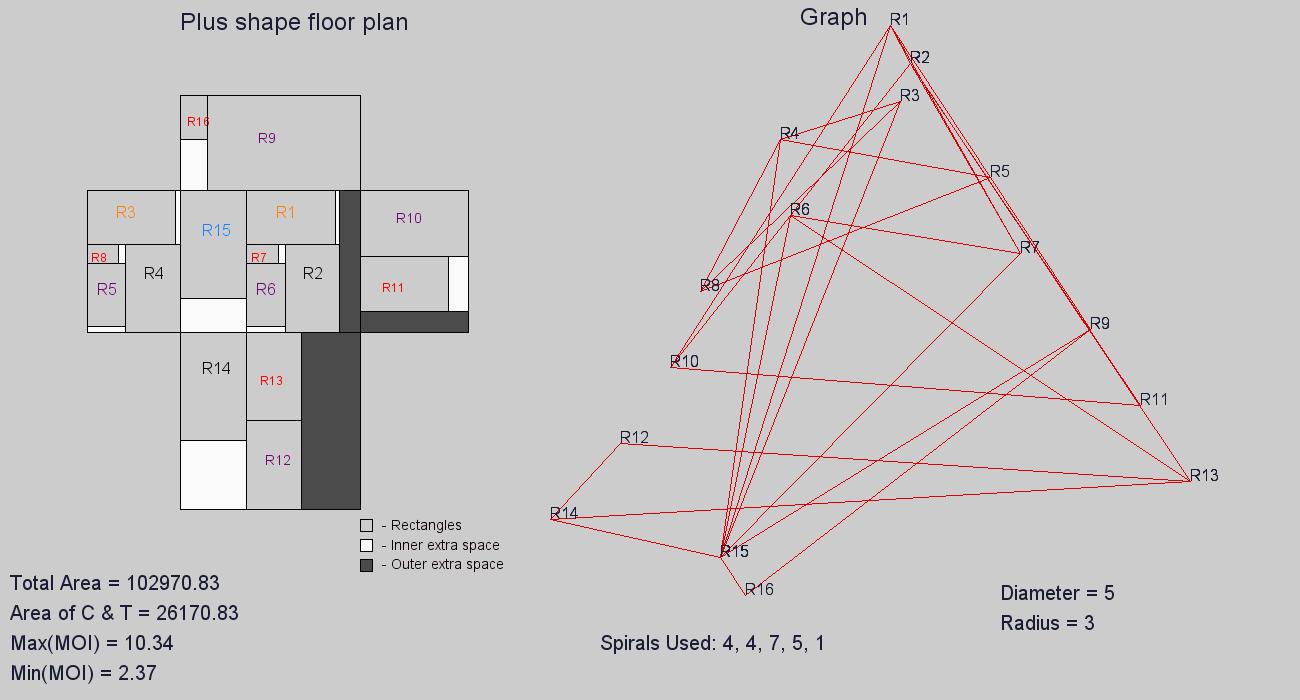 Plus shape floor plan
R16
R9
R3
R15
R1
R10
R8
R4
R7
R2
R5
R6
R11
R14
R13
R12
- Rectangles
- Inner extra space
- Outer extra space
Total Area = 102970.83
Area of C & T = 26170.83
Max(MOI) = 10.34
Min(MOI) = 2.37
Graph
R1
R2
R3
R4
R5
R6
R7
R8
R9
R10
R11
R12
R13
R14
R15
R16
Diameter = 5
Radius = 3
Spirals Used: 4, 4, 7, 5, 1